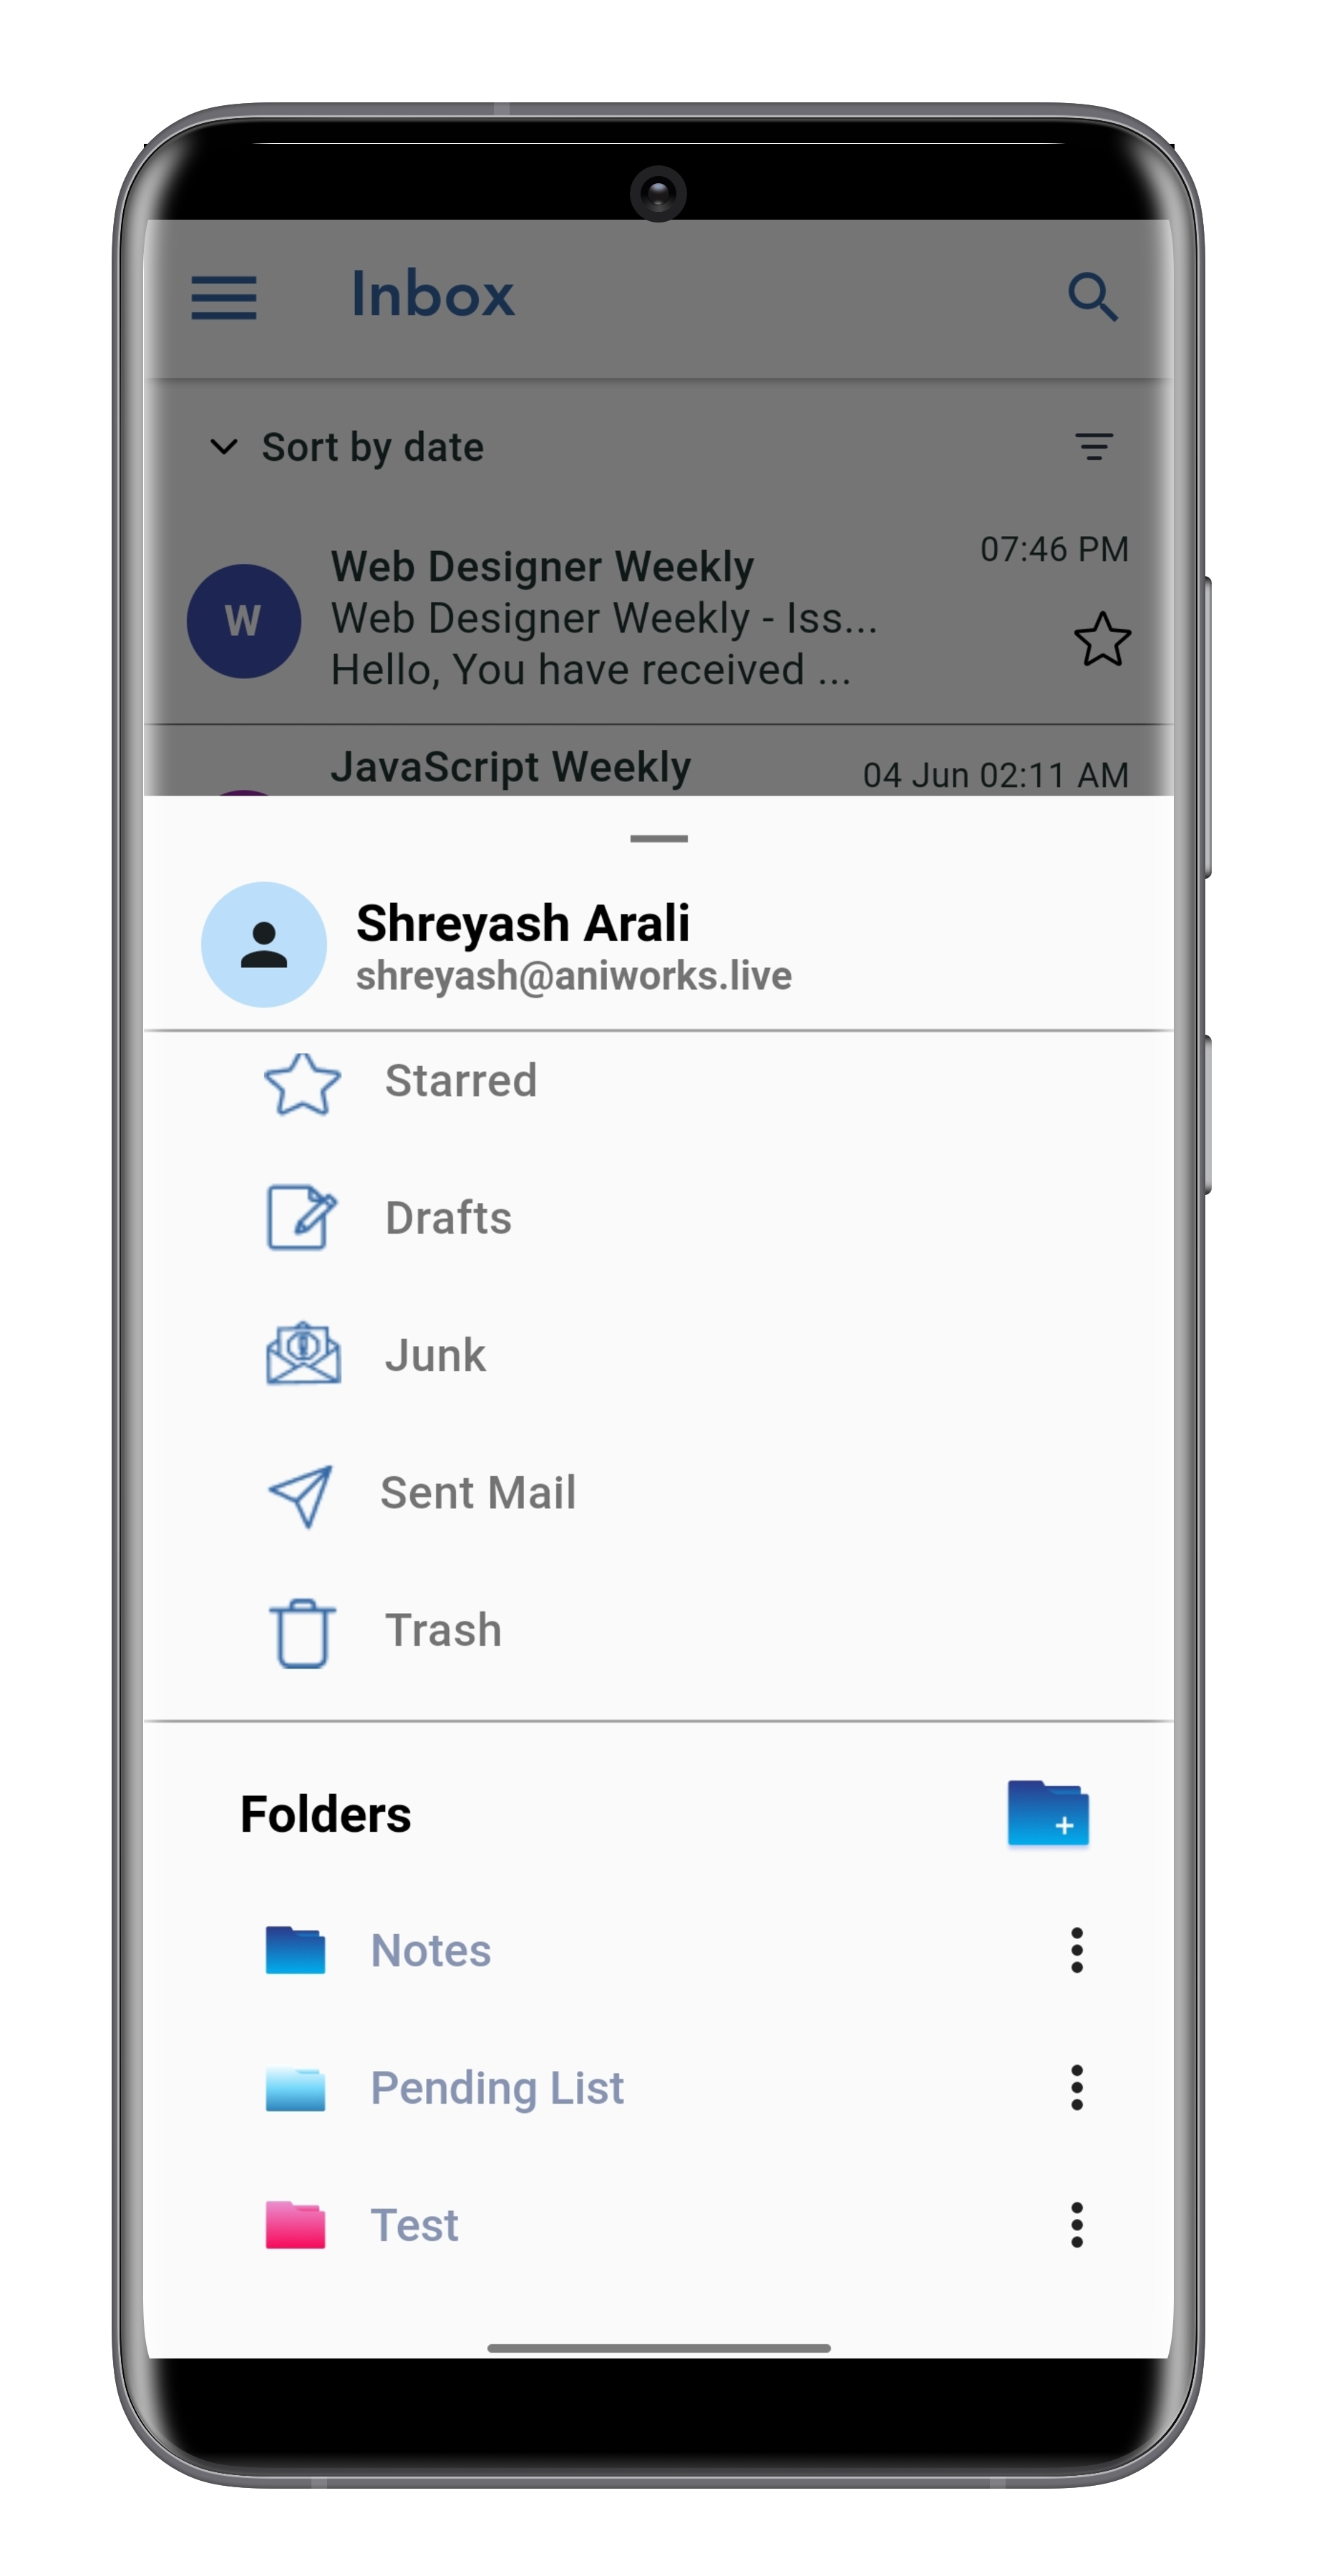 Inbox
Sort by date
07:46 PM
Web Designer Weekly
W
Web Designer Weekly - Iss...
Hello, You have received ...
JavaScript Weekly
04 Jun 02:11 AM
Shreyash Arali
shreyash@aniworks.live
Starred
Drafts
Junk
Sent Mail
Trash
Folders
Notes
Pending List
Test